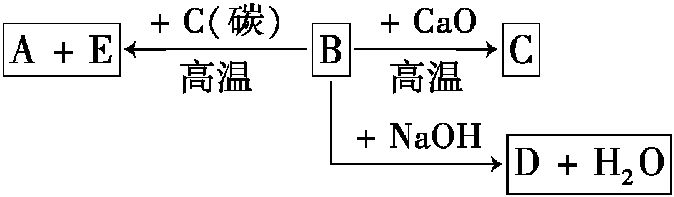 + C(碳) + CaO
A + E B C
高温 高温
+ NaOH
D + H₂O